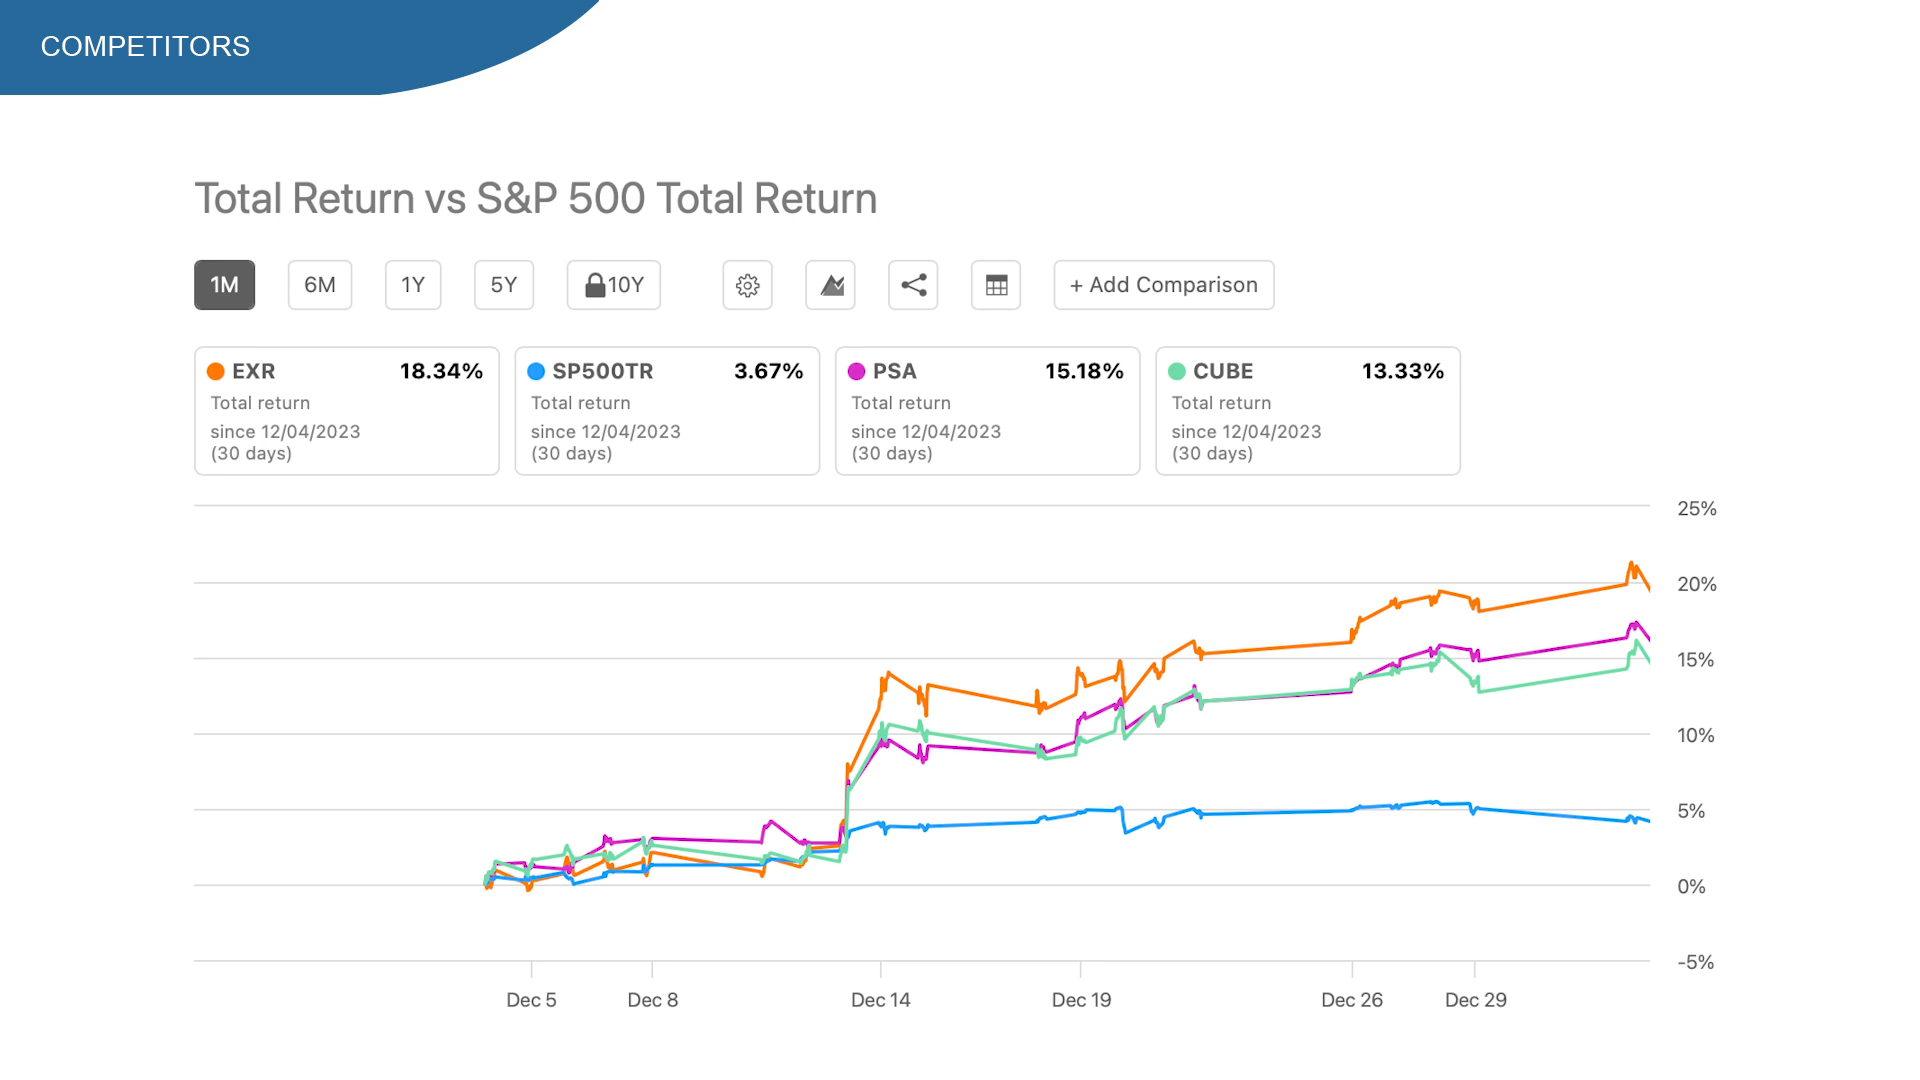 COMPETITORS
Total Return vs S&P 500 Total Return
1M 6M 1Y 5Y 10Y + Add Comparison
EXR 18.34% SP500TR 3.67% PSA 15.18% CUBE 13.33%
Total return Total return Total return Total return
since 12/04/2023 since 12/04/2023 since 12/04/2023 since 12/04/2023
(30 days) (30 days) (30 days) (30 days)
25%
20%
15%
10%
5%
0%
-5%
Dec 5 Dec 8 Dec 14 Dec 19 Dec 26 Dec 29